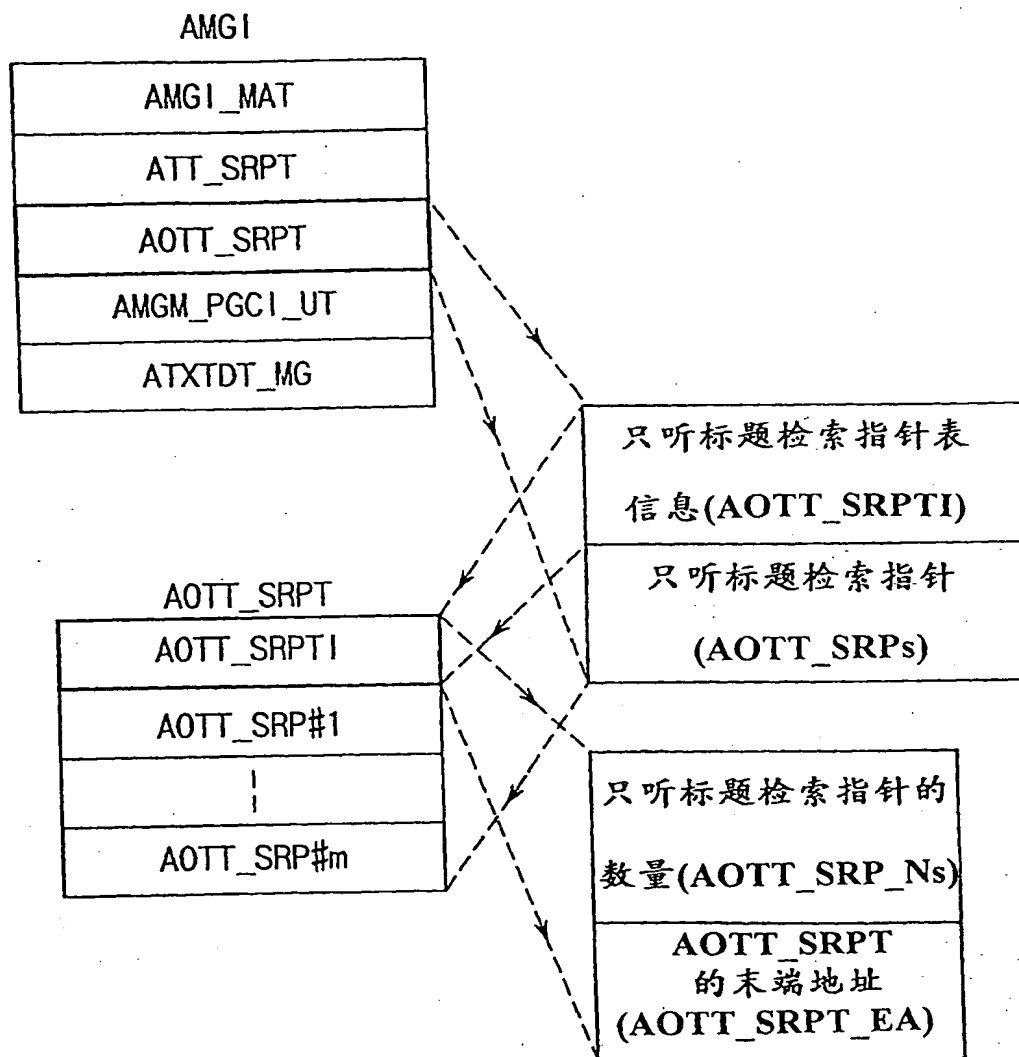 AMGI
AMGI_MAT
ATT_SRPT
AOTT_SRPT
AMGM_PGCI_UT
ATXTDT_MG
只听标题检索指针表
信息(AOTT_SRPTI)
只听标题检索指针
(AOTT_SRPs)
AOTT_SRPT
AOTT_SRPTI
AOTT_SRP#1
AOTT_SRP#m
只听标题检索指针的
数量(AOTT_SRP_Ns)
AOTT_SRPT
的末端地址
(AOTT_SRPT_EA)